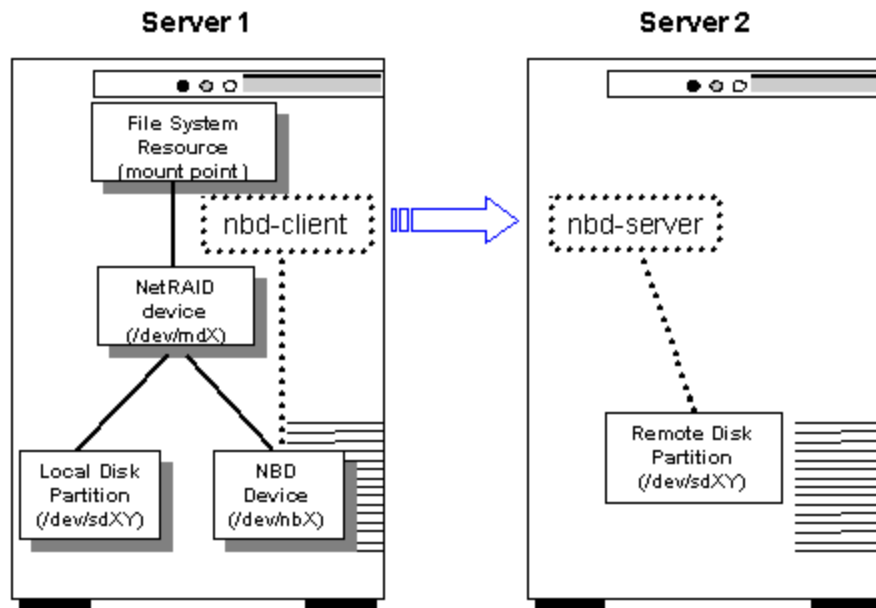 Server 1
Server 2
File System
Resource
(mount point)
nbd-client
nbd-server
NetRAID
device
(/dev/mdX)
Local Disk
Partition
(/dev/sdXY)
NBD
Device
(/dev/nbX)
Remote Disk
Partition
(/dev/sdXY)